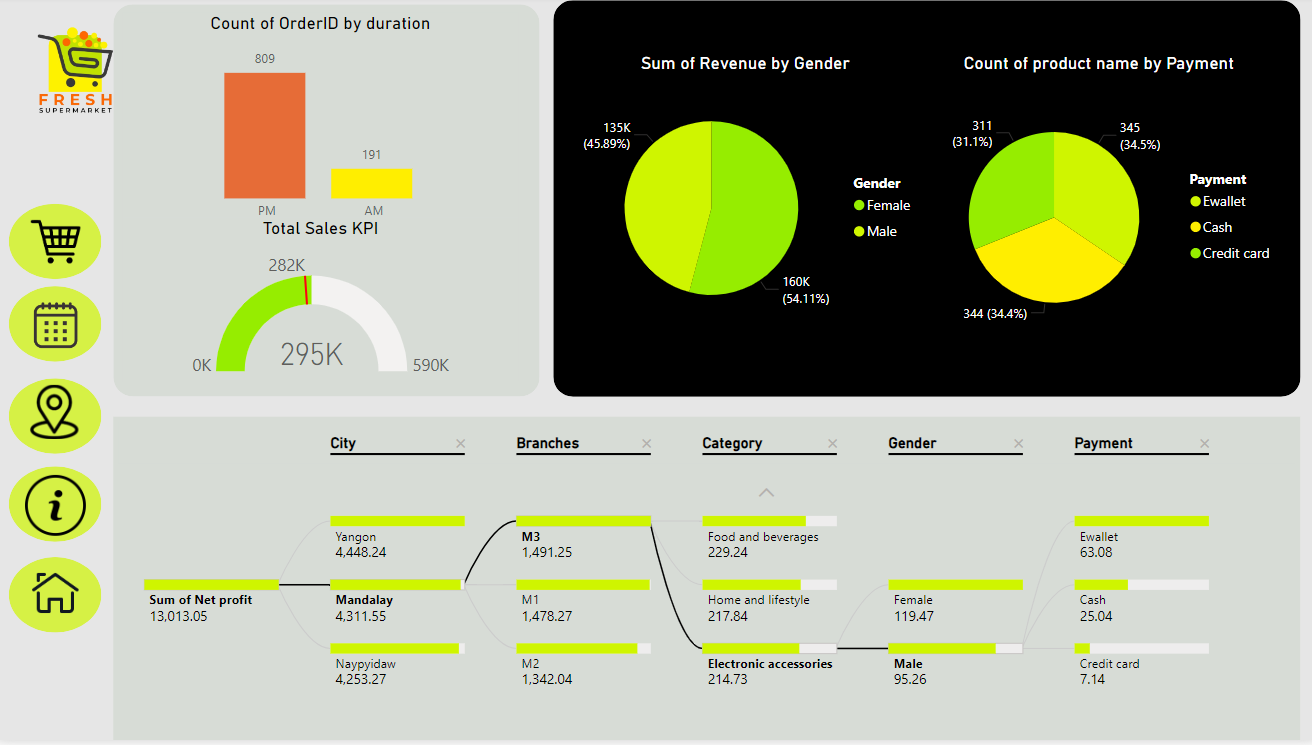 FRESH
SUPERMARKET
Count of OrderID by duration
809
191
PM
AM
Total Sales KPI
282K
295K
0K
590K
Sum of Revenue by Gender
135K
(45.89%)
160K
(54.11%)
Gender
Female
Male
Count of product name by Payment
311
(31.1%)
345
(34.5%)
344 (34.4%)
Payment
Ewallet
Cash
Credit card
City
Branches
Category
Gender
Payment
Sum of Net profit
13,013.05
Yangon
4,448.24
Mandalay
4,311.55
Naypyidaw
4,253.27
M3
1,491.25
M1
1,478.27
M2
1,342.04
Food and beverages
229.24
Home and lifestyle
217.84
Electronic accessories
214.73
Female
119.47
Male
95.26
Ewallet
63.08
Cash
25.04
Credit card
7.14